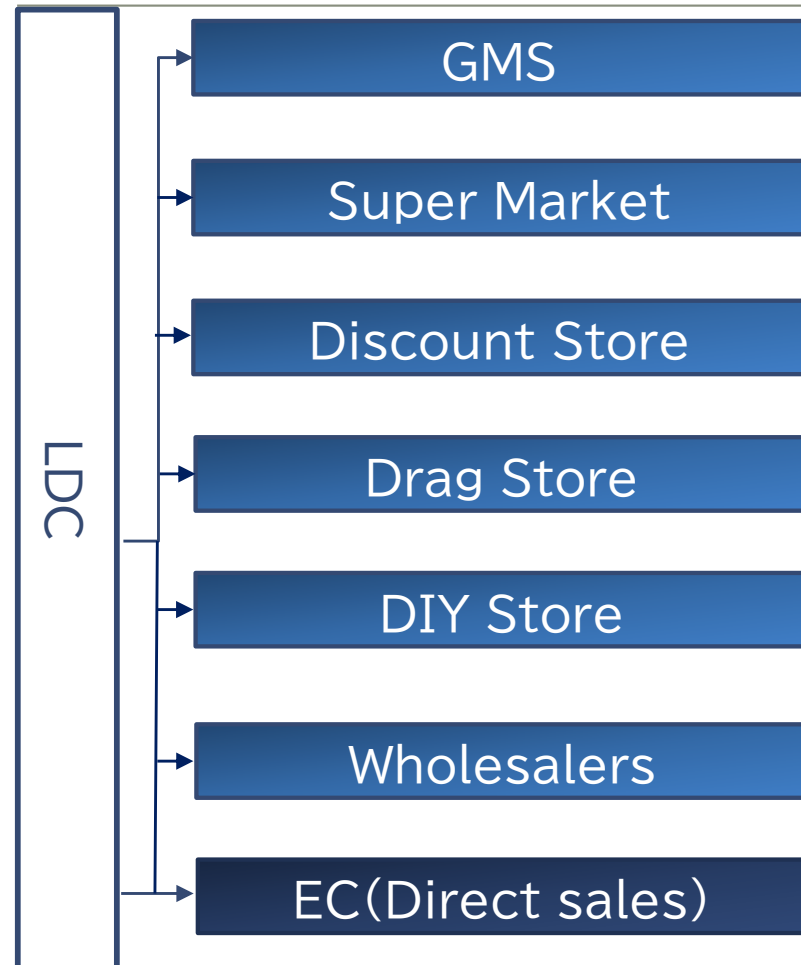 LDC
GMS
Super Market
Discount Store
Drag Store
DIY Store
Wholesalers
EC(Direct sales)